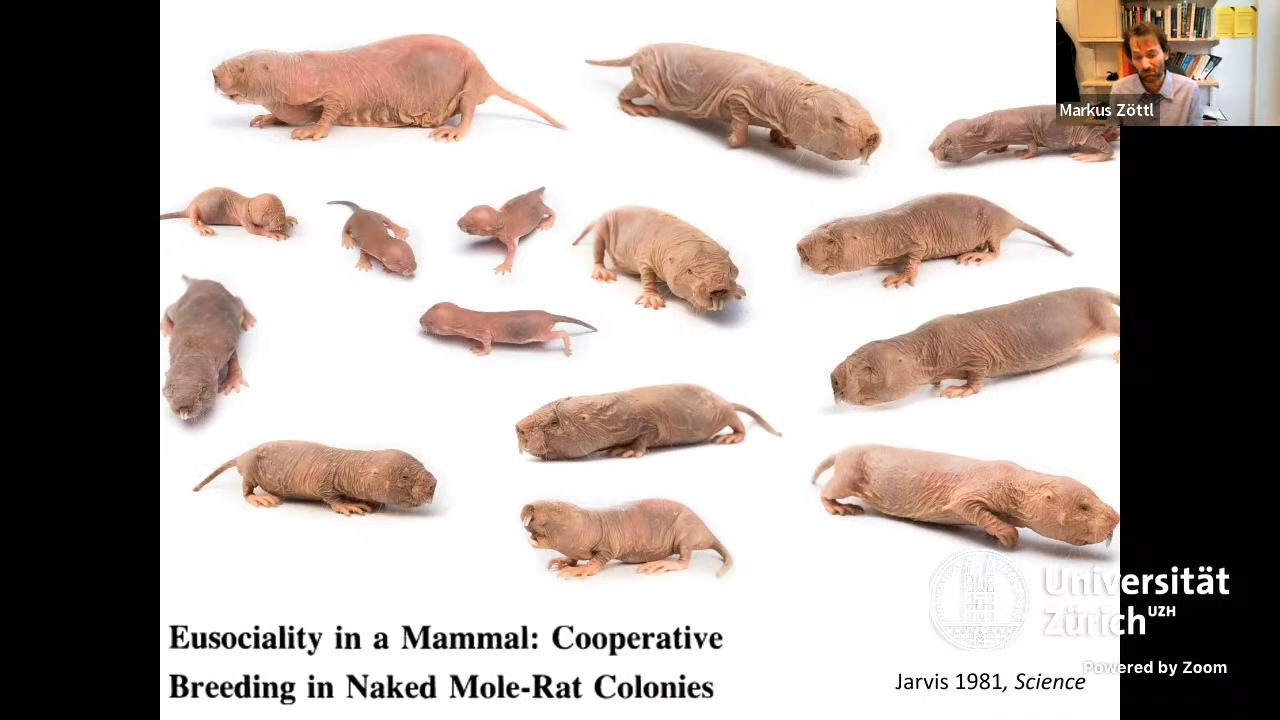 Markus Zöttl
Eusociality in a Mammal: Cooperative
Breeding in Naked Mole-Rat Colonies
Universität
Zürich UZH
Powered by Zoom
Jarvis 1981, Science